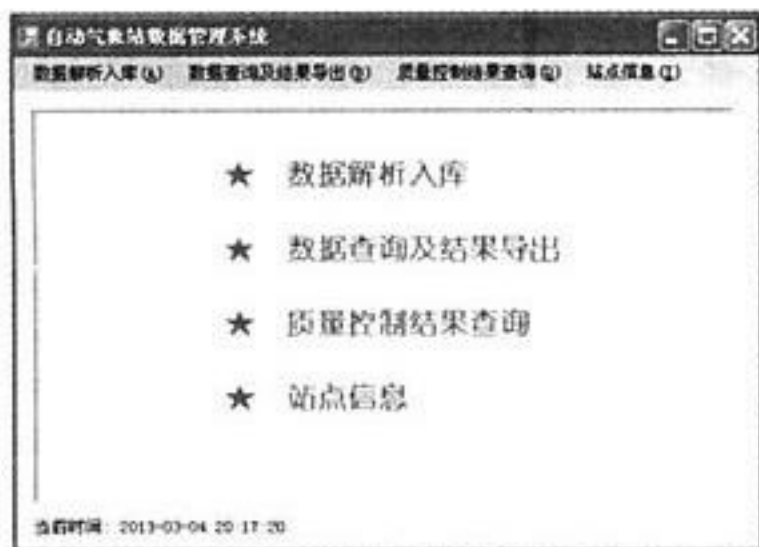 自动气象站数据管理系统
数据解析入库(A) 数据查询及结果导出(D) 质量控制结果查询(Q) 站点信息(I)
★ 数据解析入库
★ 数据查询及结果导出
★ 质量控制结果查询
★ 站点信息
当前时间: 2013-03-04 20:17:20